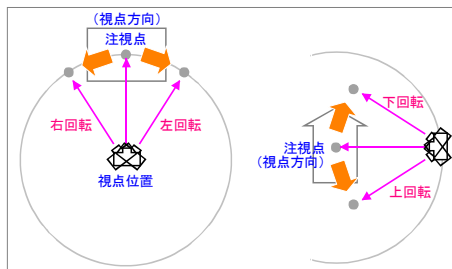 （視点方向）
注視点
右回転
左回転
視点位置
下回転
注視点
（視点方向）
上回転